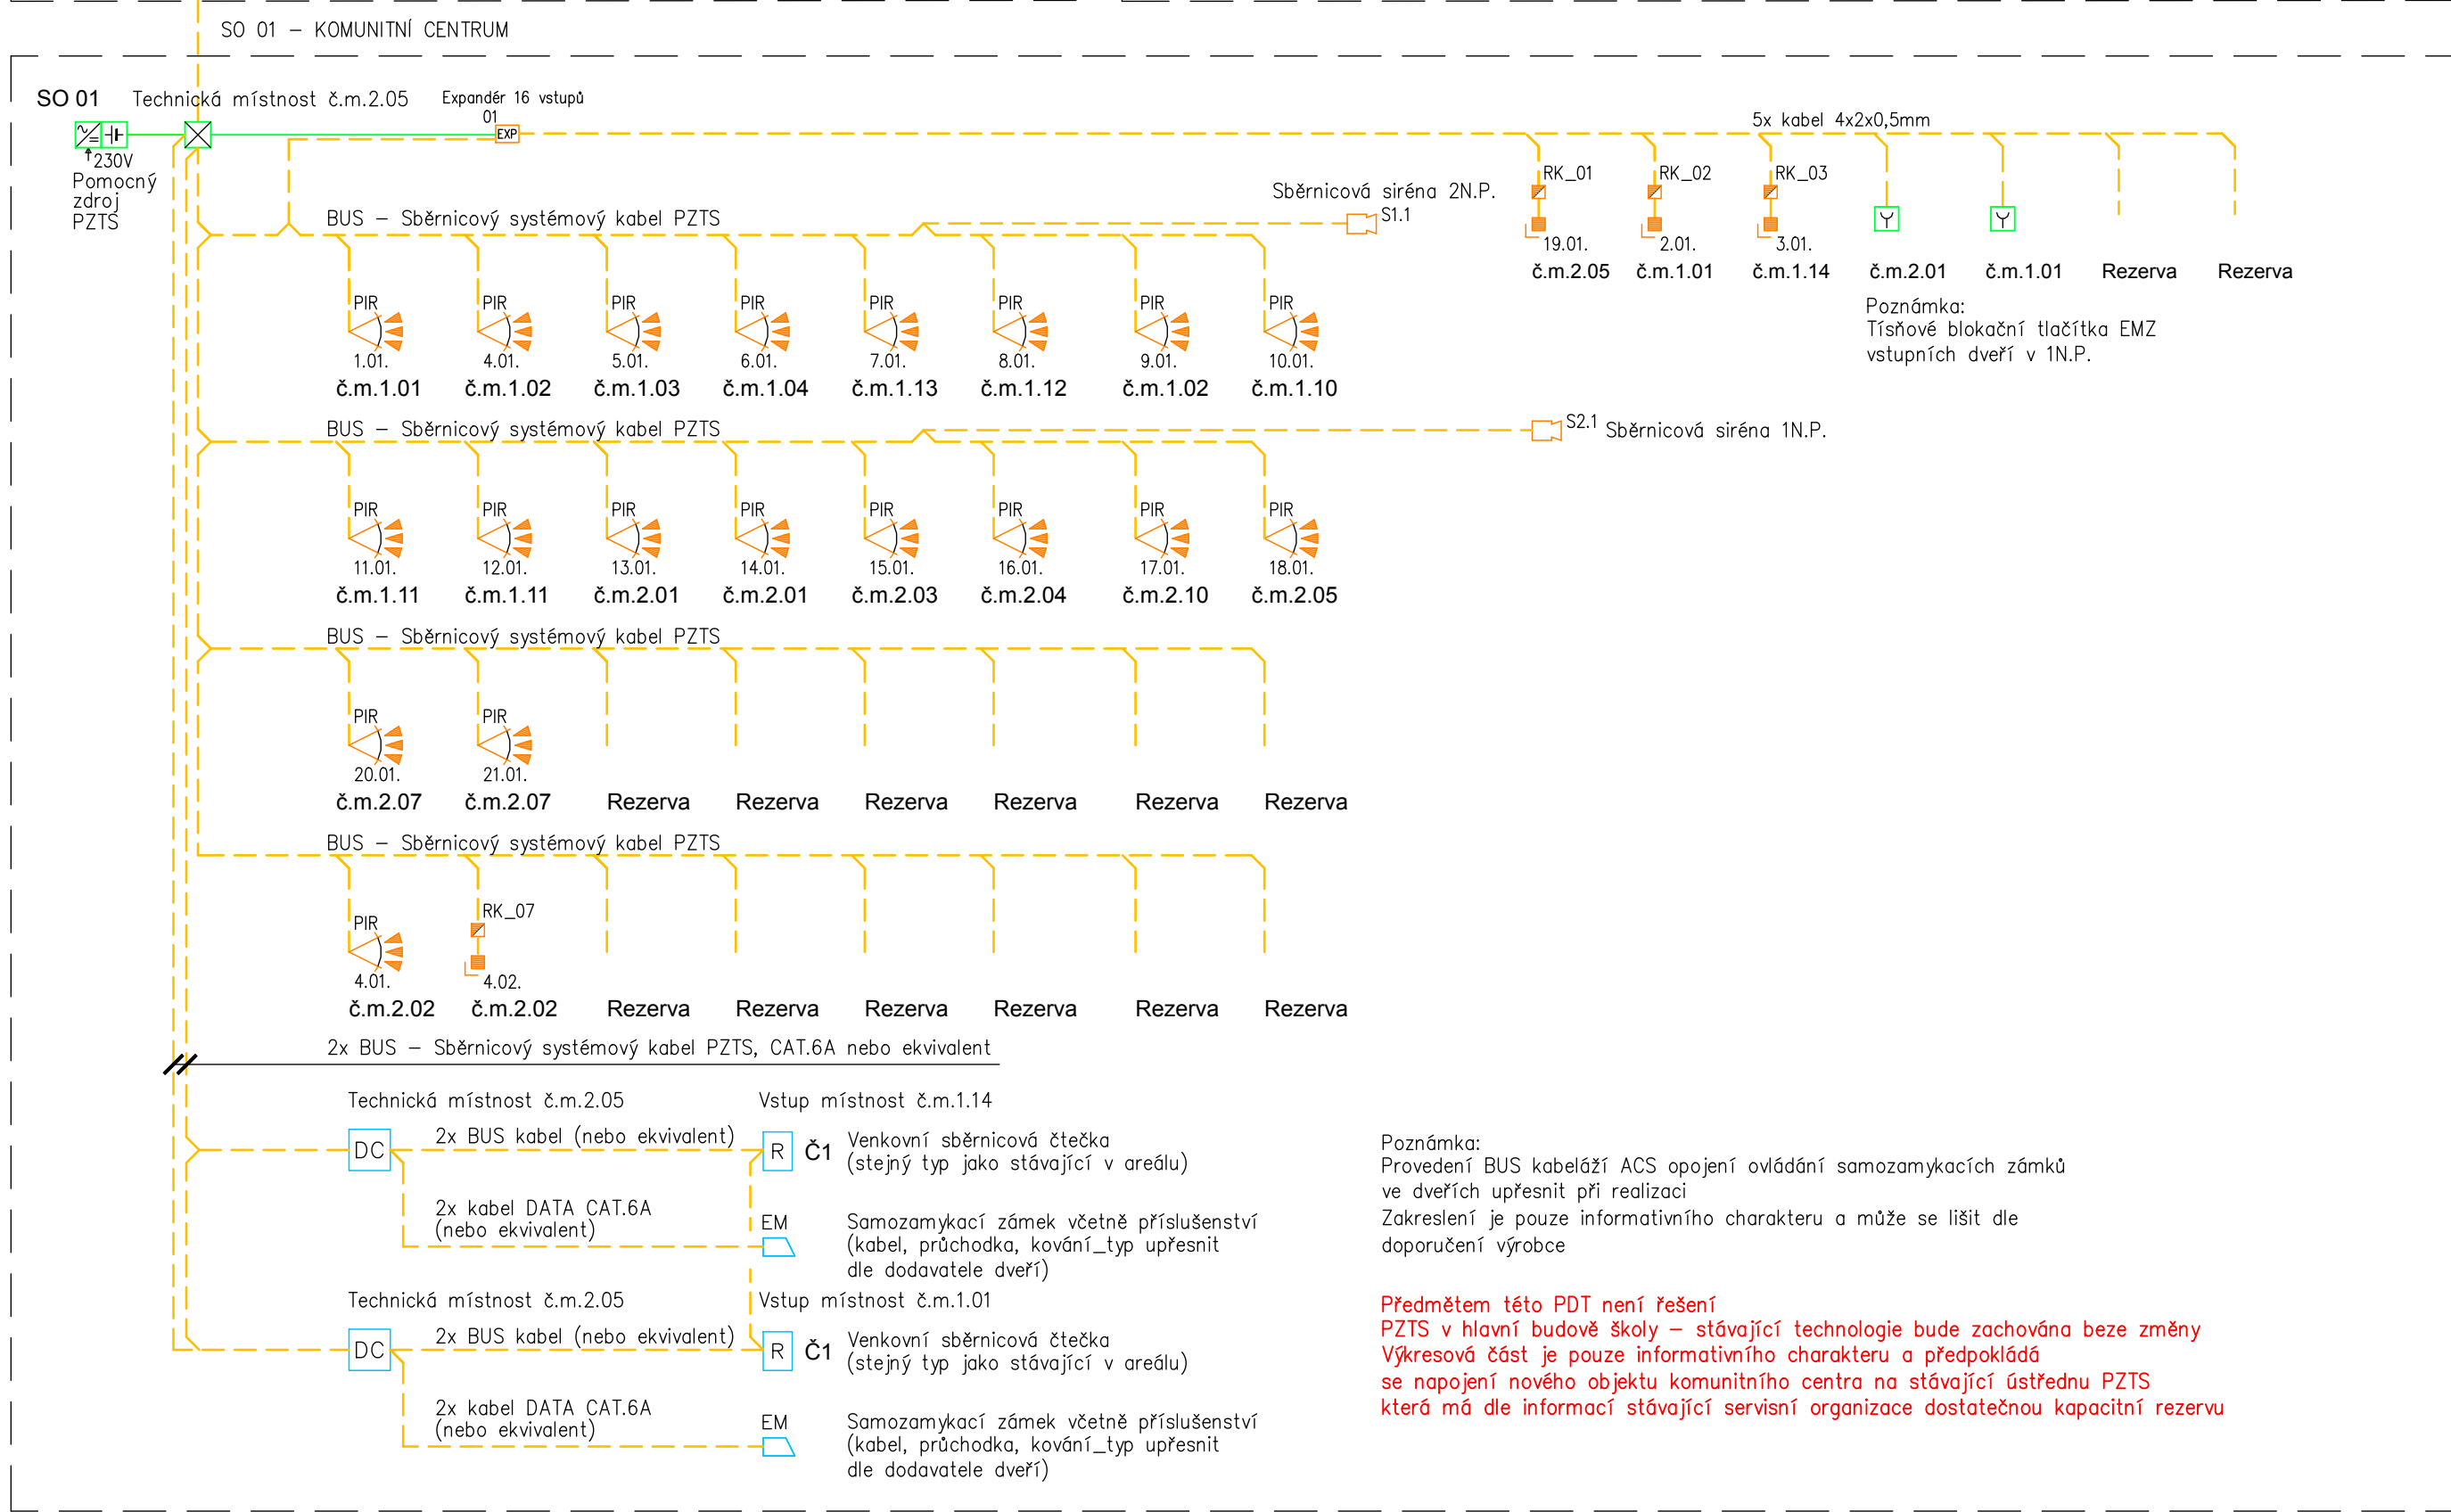 SO 01 – KOMUNITNÍ CENTRUM
SO 01
Technická místnost č.m.2.05
Expandér 16 vstupů
01
EXP
5x kabel 4x2x0,5mm
230V
Pomocný
zdroj
PZTS
RK_01
RK_02
RK_03
Sběrnicová siréna 2N.P.
S1.1
BUS – Sběrnicový systémový kabel PZTS
19.01.
2.01.
3.01.
č.m.2.05
č.m.1.01
č.m.1.14
č.m.2.01
č.m.1.01
Rezerva
Rezerva
Poznámka:
Tísňové blokační tlačítka EMZ
vstupních dveří v 1N.P.
PIR
PIR
PIR
PIR
PIR
PIR
PIR
PIR
1.01.
4.01.
5.01.
6.01.
7.01.
8.01.
9.01.
10.01.
č.m.1.01
č.m.1.02
č.m.1.03
č.m.1.04
č.m.1.13
č.m.1.12
č.m.1.02
č.m.1.10
BUS – Sběrnicový systémový kabel PZTS
S2.1
Sběrnicová siréna 1N.P.
PIR
PIR
PIR
PIR
PIR
PIR
PIR
PIR
11.01.
12.01.
13.01.
14.01.
15.01.
16.01.
17.01.
18.01.
č.m.1.11
č.m.1.11
č.m.2.01
č.m.2.01
č.m.2.03
č.m.2.04
č.m.2.10
č.m.2.05
BUS – Sběrnicový systémový kabel PZTS
PIR
PIR
20.01.
21.01.
č.m.2.07
č.m.2.07
Rezerva
Rezerva
Rezerva
Rezerva
Rezerva
Rezerva
BUS – Sběrnicový systémový kabel PZTS
PIR
RK_07
4.01.
4.02.
č.m.2.02
č.m.2.02
Rezerva
Rezerva
Rezerva
Rezerva
Rezerva
Rezerva
2x BUS – Sběrnicový systémový kabel PZTS, CAT.6A nebo ekvivalent
Technická místnost č.m.2.05
Vstup místnost č.m.1.14
DC
2x BUS kabel (nebo ekvivalent)
R
Č1
Venkovní sběrnicová čtečka
(stejný typ jako stávající v areálu)
2x kabel DATA CAT.6A
(nebo ekvivalent)
EM
Samozamykací zámek včetně příslušenství
(kabel, průchodka, kování_typ upřesnit
dle dodavatele dveří)
Technická místnost č.m.2.05
Vstup místnost č.m.1.01
DC
2x BUS kabel (nebo ekvivalent)
R
Č1
Venkovní sběrnicová čtečka
(stejný typ jako stávající v areálu)
2x kabel DATA CAT.6A
(nebo ekvivalent)
EM
Samozamykací zámek včetně příslušenství
(kabel, průchodka, kování_typ upřesnit
dle dodavatele dveří)
Poznámka:
Provedení BUS kabeláží ACS opojení ovládání samozamykacích zámků
ve dveřích upřesnit při realizaci
Zakreslení je pouze informativního charakteru a může se lišit dle
doporučení výrobce
Předmětem této PDT není řešení
PZTS v hlavní budově školy – stávající technologie bude zachována beze změny
Výkresová část je pouze informativního charakteru a předpokládá
se napojení nového objektu komunitního centra na stávající ústřednu PZTS
která má dle informací stávající servisní organizace dostatečnou kapacitní rezervu